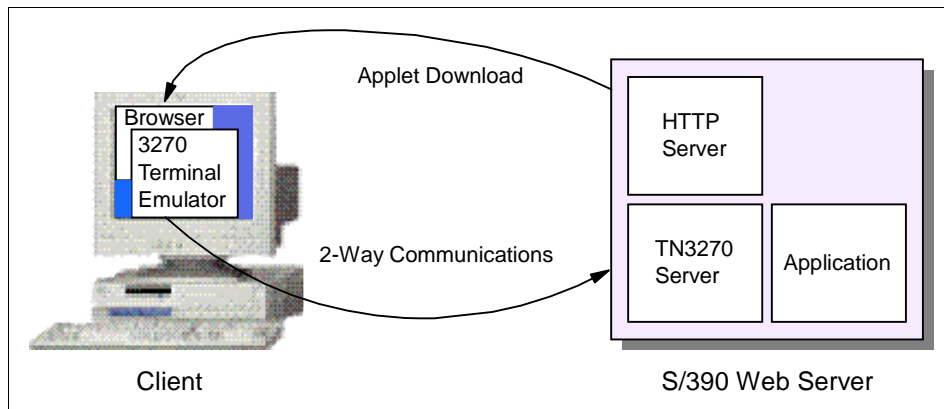 Applet Download
Browser
3270
Terminal
Emulator
HTTP
Server
2-Way Communications
TN3270
Server
Application
Client
S/390 Web Server